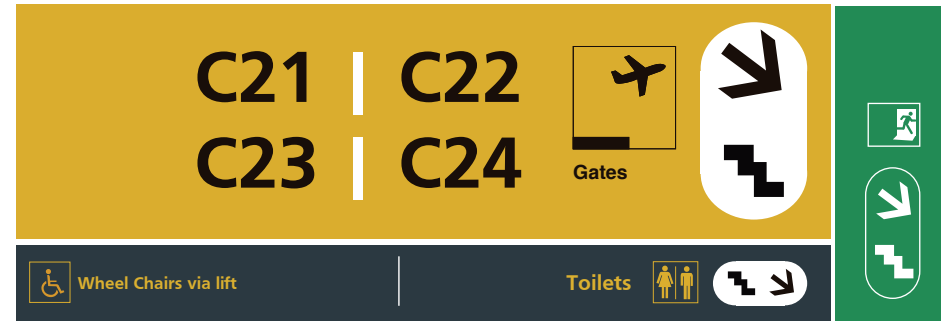 C21 C22
C23 C24
Gates
Wheel Chairs via lift
Toilets